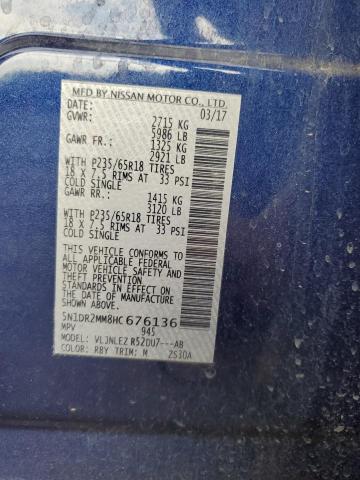 MFD BY NISSAN MOTOR CO., LTD.
DATE: 03/17
GVWR: 2715 KG
5986 LB
GAWR FR: 1325 KG
2921 LB
WITH P235/65R18 TIRES
18 X 7.5 RIMS AT 33 PSI
COLD SINGLE
GAWR RR: 1415 KG
3120 LB
WITH P235/65R18 TIRES
18 X 7.5 RIMS AT 33 PSI
COLD SINGLE
THIS VEHICLE CONFORMS TO
ALL APPLICABLE FEDERAL
MOTOR VEHICLE SAFETY AND
THEFT PREVENTION
STANDARDS IN EFFECT ON
THE DATE OF MANUFACTURE
SHOWN ABOVE.
5N1DR2MM8HC676136
MPV 945
MODEL: VLJNLEZ R52DU7---AB
COLOR: RBY TRIM: M 2S30A